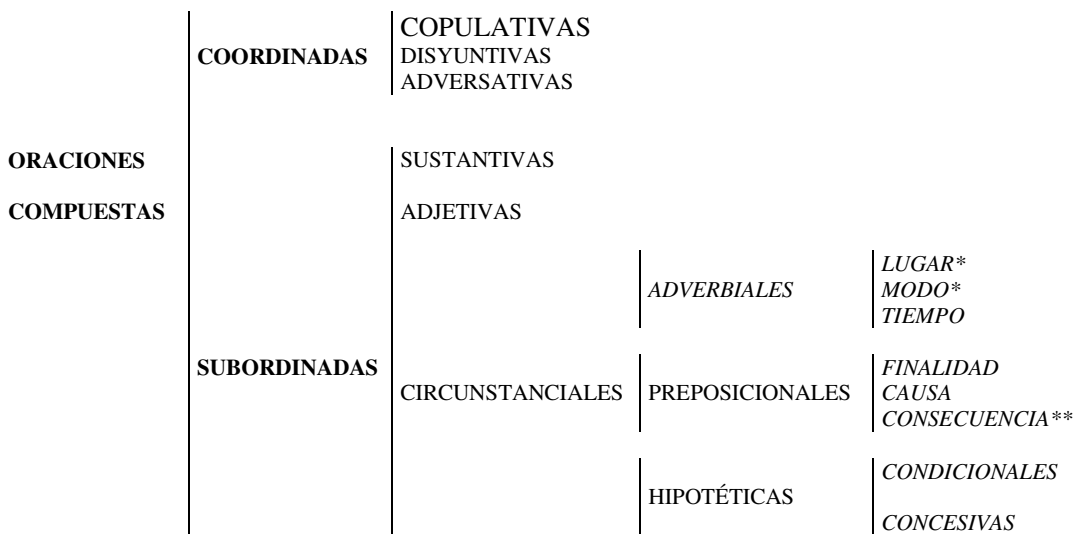 COPULATIVAS
COORDINADAS DISYUNTIVAS
ADVERSATIVAS
ORACIONES SUSTANTIVAS
COMPUESTAS ADJETIVAS
LUGAR*
ADVERBIALES MODO*
TIEMPO
SUBORDINADAS FINALIDAD
CIRCUNSTANCIALES PREPOSICIONALES CAUSA
CONSECUENCIA**
CONDICIONALES
HIPOTÉTICAS
CONCESIVAS